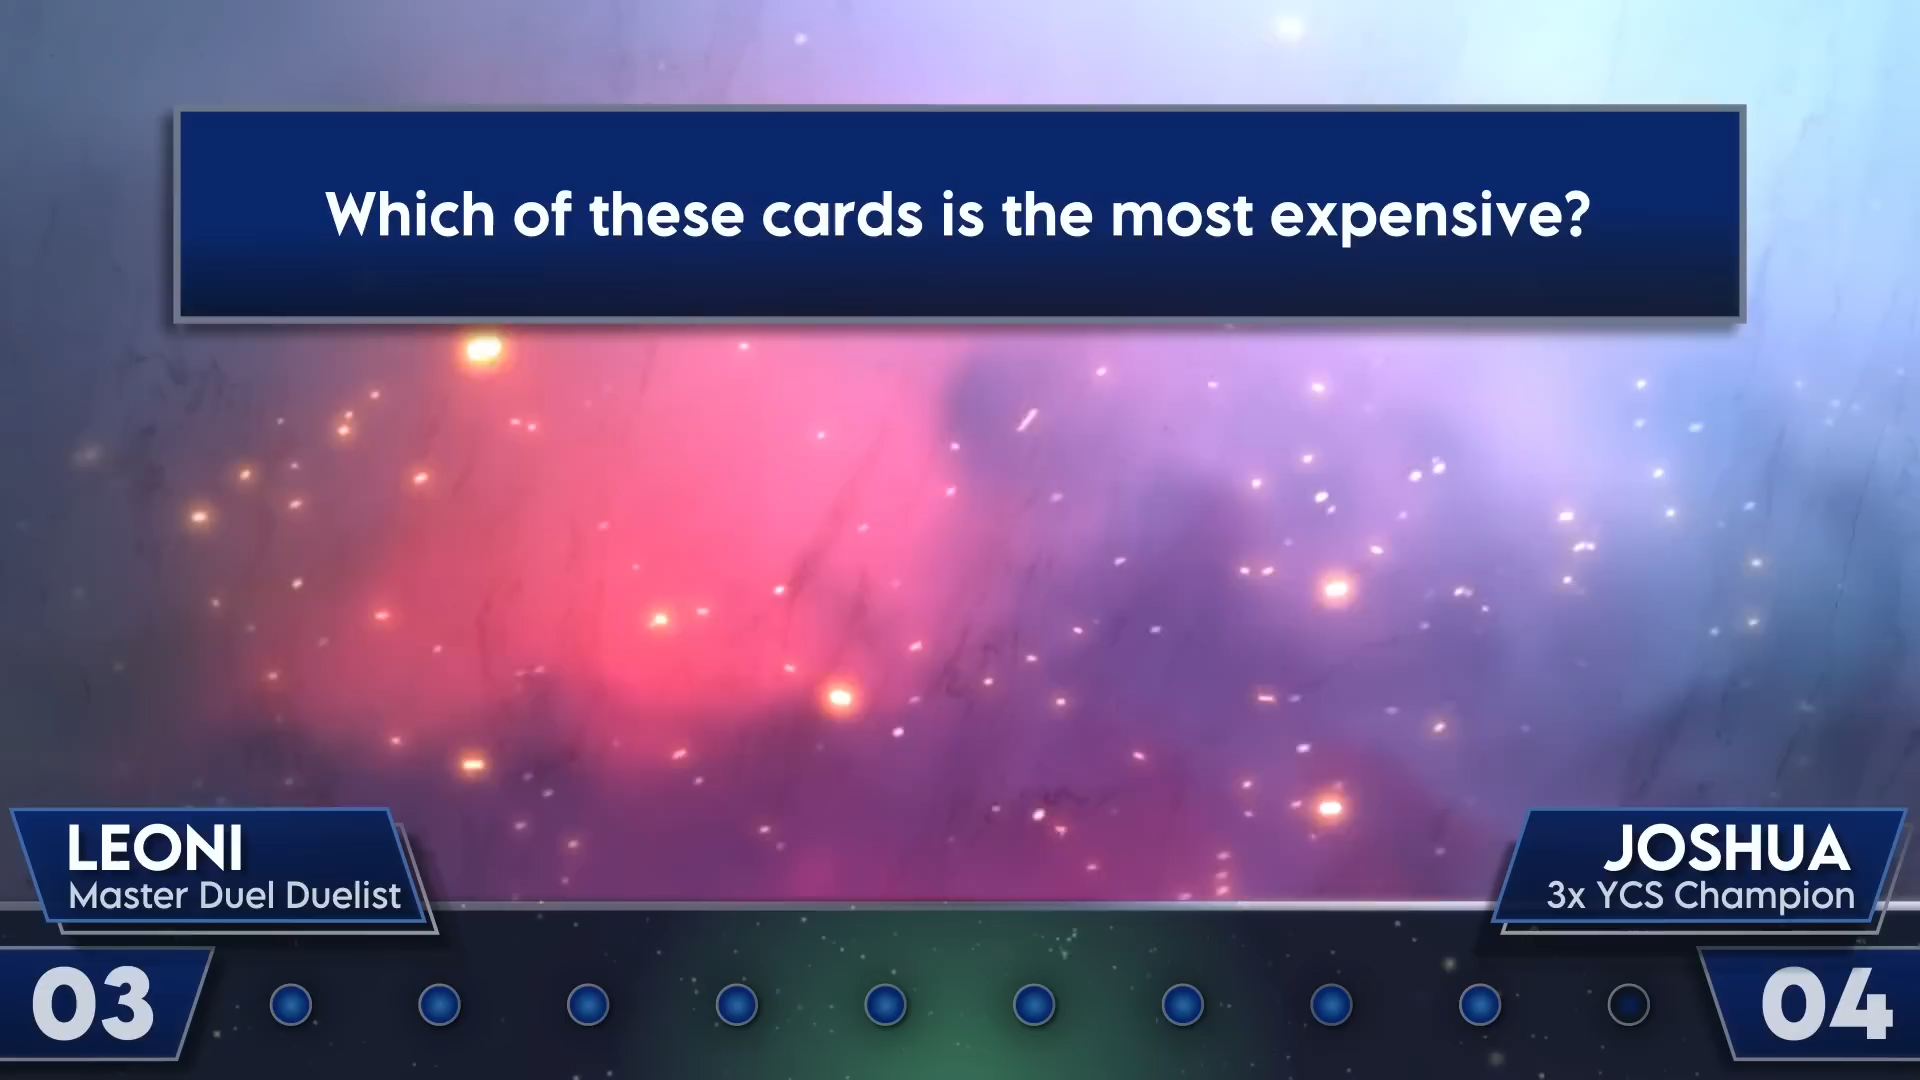 Which of these cards is the most expensive?
LEONI
Master Duel Duelist
JOSHUA
3x YCS Champion
03
04